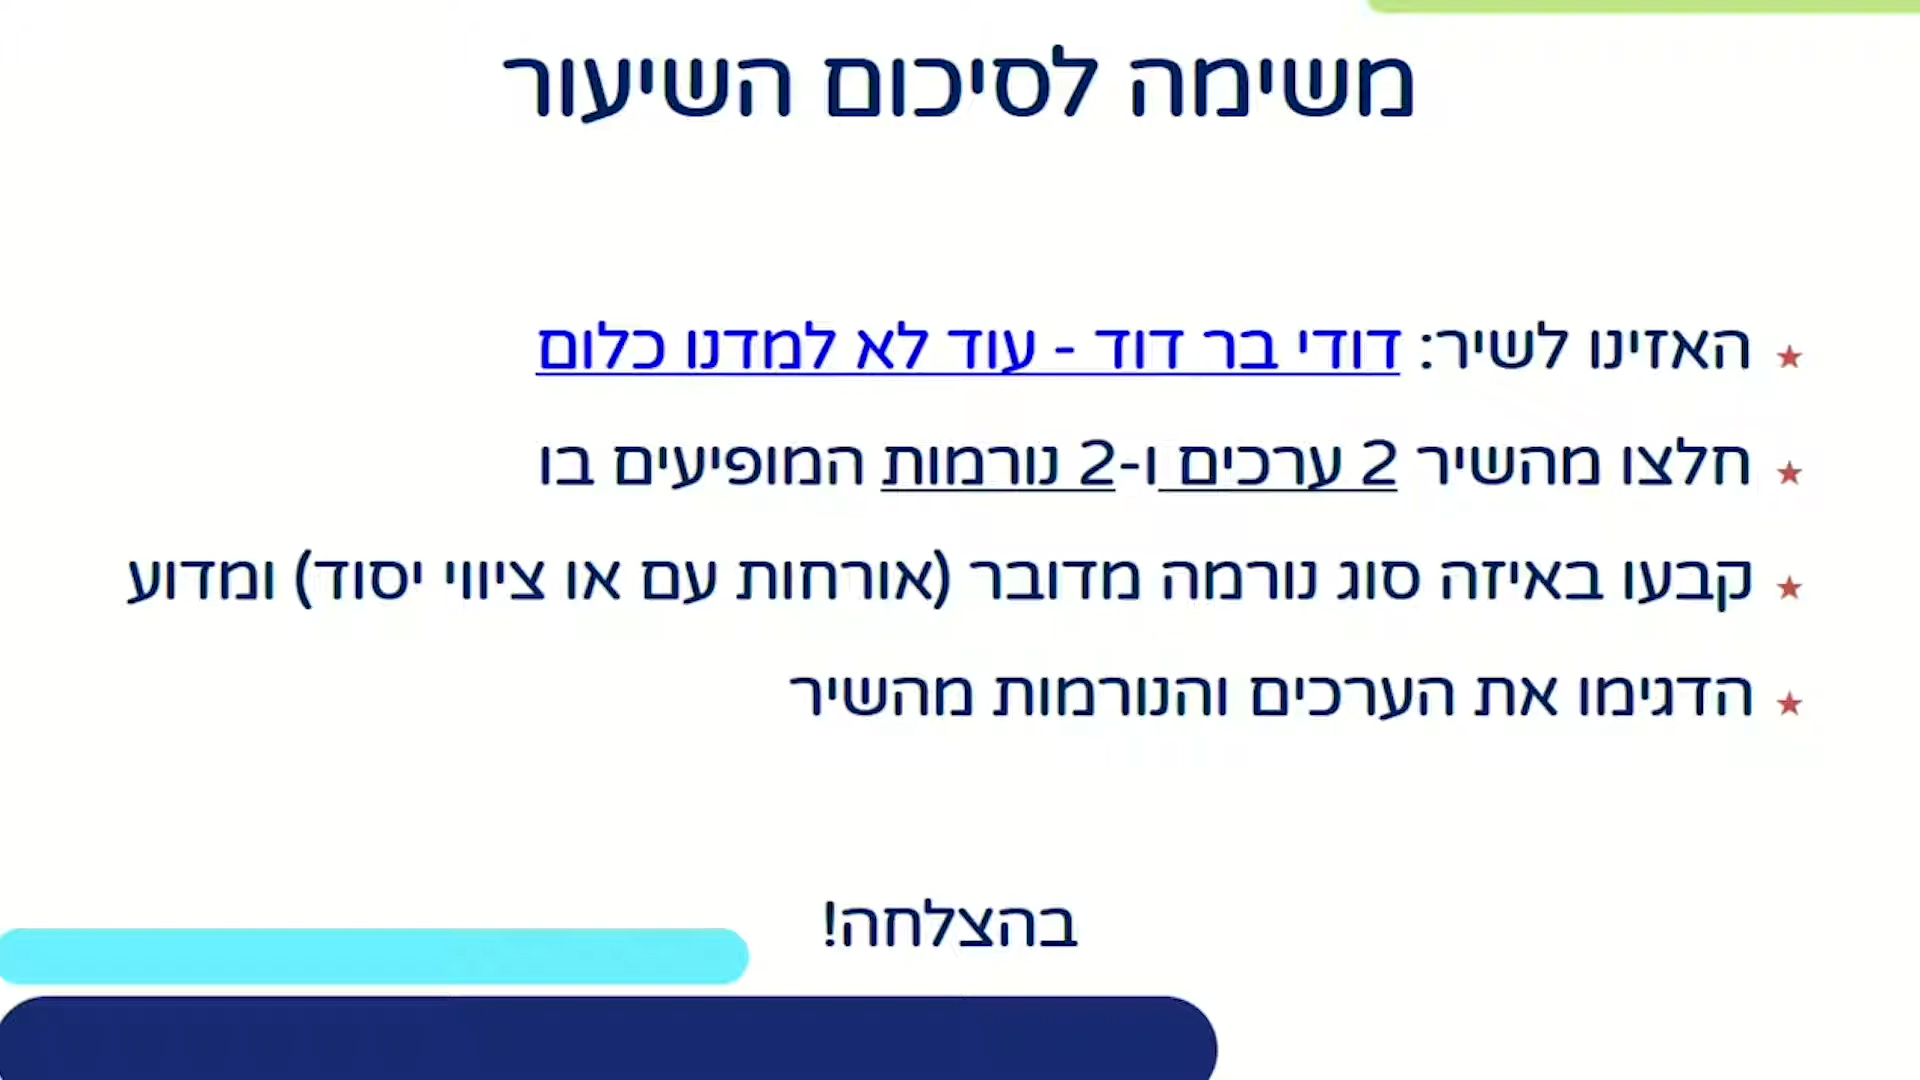 משימה לסיכום השיעור
האזינו לשיר: דודי בר דוד - עוד לא למדנו כלום
חלצו מהשיר 2 ערכים ו-2 נורמות המופיעים בו
קבעו באיזה סוג נורמה מדובר (אורחות עם או ציווי יסוד) ומדוע
הדגימו את הערכים והנורמות מהשיר
בהצלחה!